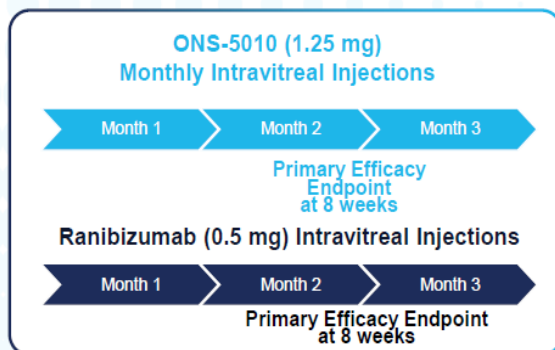 ONS-5010 (1.25 mg)
Monthly Intravitreal Injections
Month 1 Month 2 Month 3
Primary Efficacy
Endpoint
at 8 weeks
Ranibizumab (0.5 mg) Intravitreal Injections
Month 1 Month 2 Month 3
Primary Efficacy Endpoint
at 8 weeks